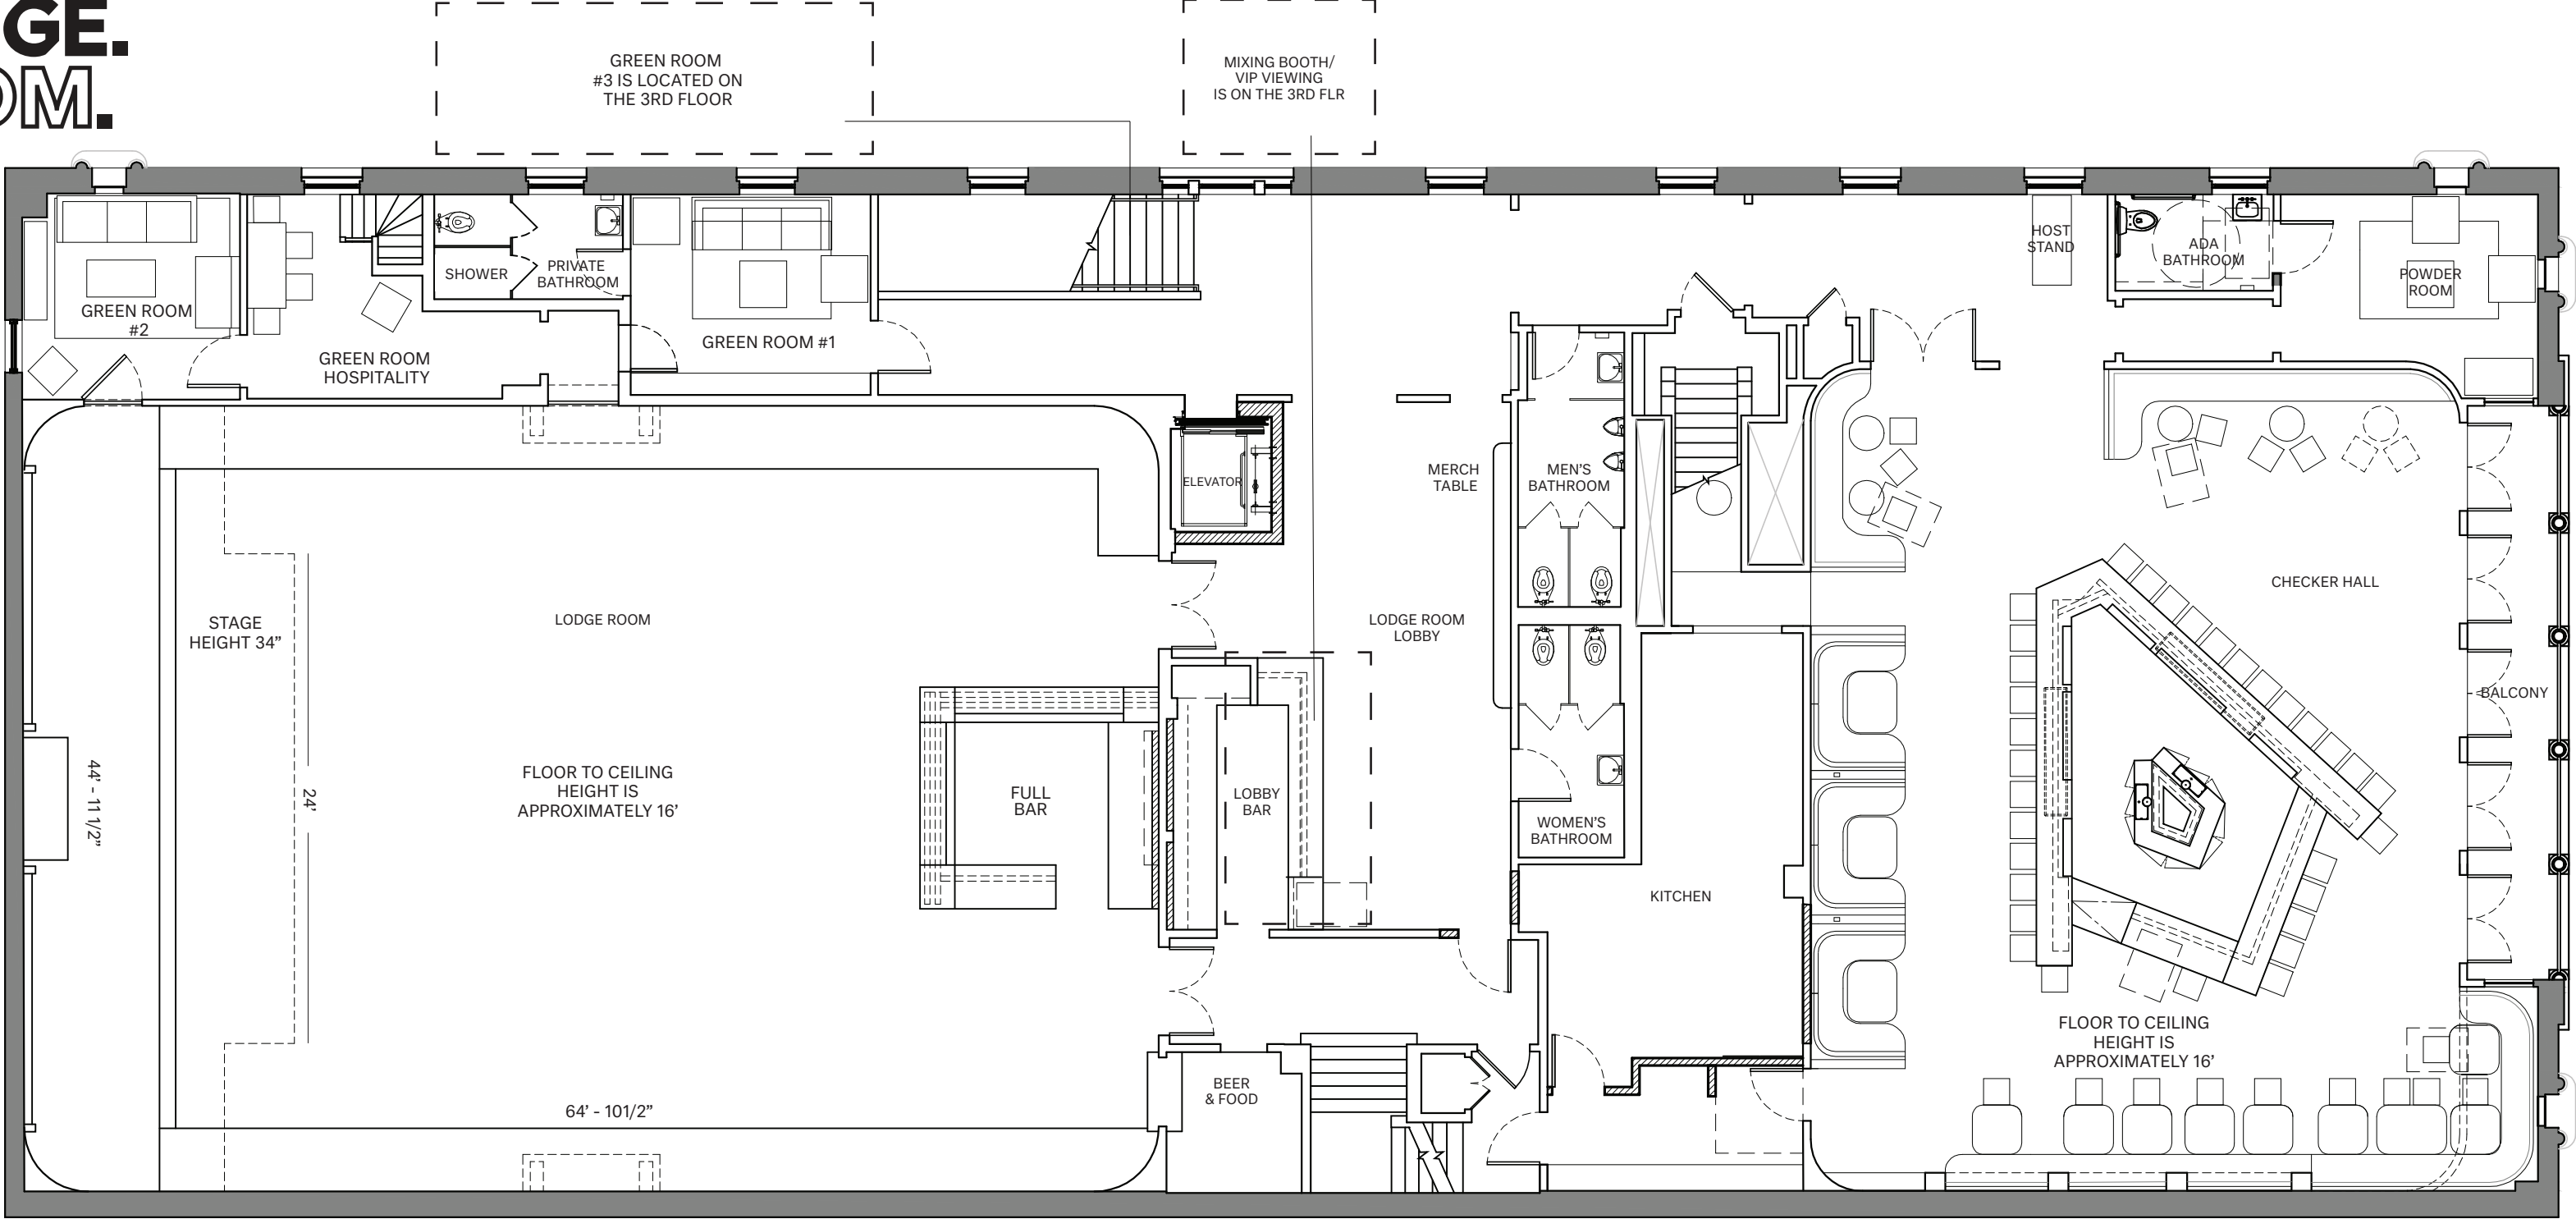 GE.
OM.
GREEN ROOM
#3 IS LOCATED ON
THE 3RD FLOOR
MIXING BOOTH/
VIP VIEWING
IS ON THE 3RD FLR
GREEN ROOM
#2
GREEN ROOM
HOSPITALITY
SHOWER
PRIVATE
BATHROOM
GREEN ROOM #1
HOST
STAND
ADA
BATHROOM
POWDER
ROOM
ELEVATOR
MERCH
TABLE
MEN'S
BATHROOM
CHECKER HALL
STAGE
HEIGHT 34”
LODGE ROOM
LODGE ROOM
LOBBY
BALCONY
44’ - 11 1/2”
24’
FLOOR TO CEILING
HEIGHT IS
APPROXIMATELY 16’
FULL
BAR
LOBBY
BAR
WOMEN’S
BATHROOM
KITCHEN
FLOOR TO CEILING
HEIGHT IS
APPROXIMATELY 16’
BEER
& FOOD
64’ - 101/2”